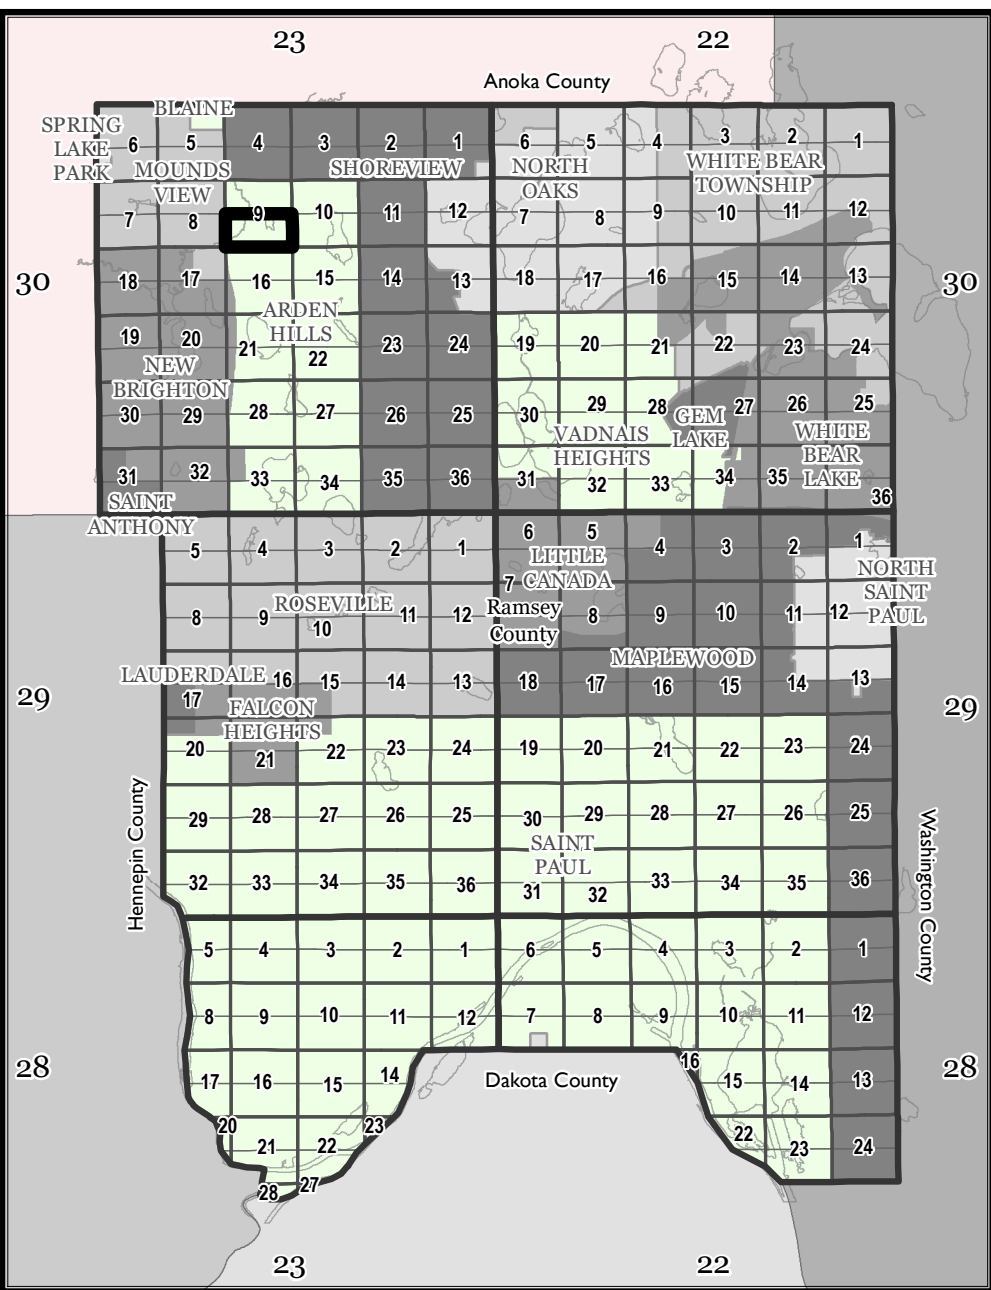 23 22
Anoka County
BLAINE
SPRING
LAKE
PARK
6 5 4 3 2 1 6 5 4 3 2 1
MOUNDS
VIEW
SHOREVIEW
NORTH
OAKS
WHITE BEAR
TOWNSHIP
7 8 9 10 11 12 7 8 9 10 11 12
30 30
18 17 16 15 14 13 18 17 16 15 14 13
ARDEN
HILLS
19 20 21 22 23 24 19 20 21 22 23 24
NEW
BRIGHTON
30 29 28 27 26 25 30 29 28 27 26 25
VADNAIS
HEIGHTS
GEM
LAKE
WHITE
BEAR
LAKE
31 32 33 34 35 36 31 32 33 34 35 36
SAINT
ANTHONY
5 4 3 2 1 6 5 4 3 2 1
LITTLE
CANADA
NORTH
SAINT
PAUL
8 9 10 11 12 7 8 9 10 11 12
ROSEVILLE
Ramsey
County
MAPLEWOOD
LAUDERDALE
17 16 15 14 13 18 17 16 15 14 13
29 29
FALCON
HEIGHTS
20 21 22 23 24 19 20 21 22 23 24
29 28 27 26 25 30 29 28 27 26 25
SAINT
PAUL
32 33 34 35 36 31 32 33 34 35 36
Hennepin County
Washington County
5 4 3 2 1 6 5 4 3 2 1
8 9 10 11 12 7 8 9 10 11 12
28 28
Dakota County
17 16 15 14 16 15 14 13
20 21 22 23 22 23 24
28 27
23 22